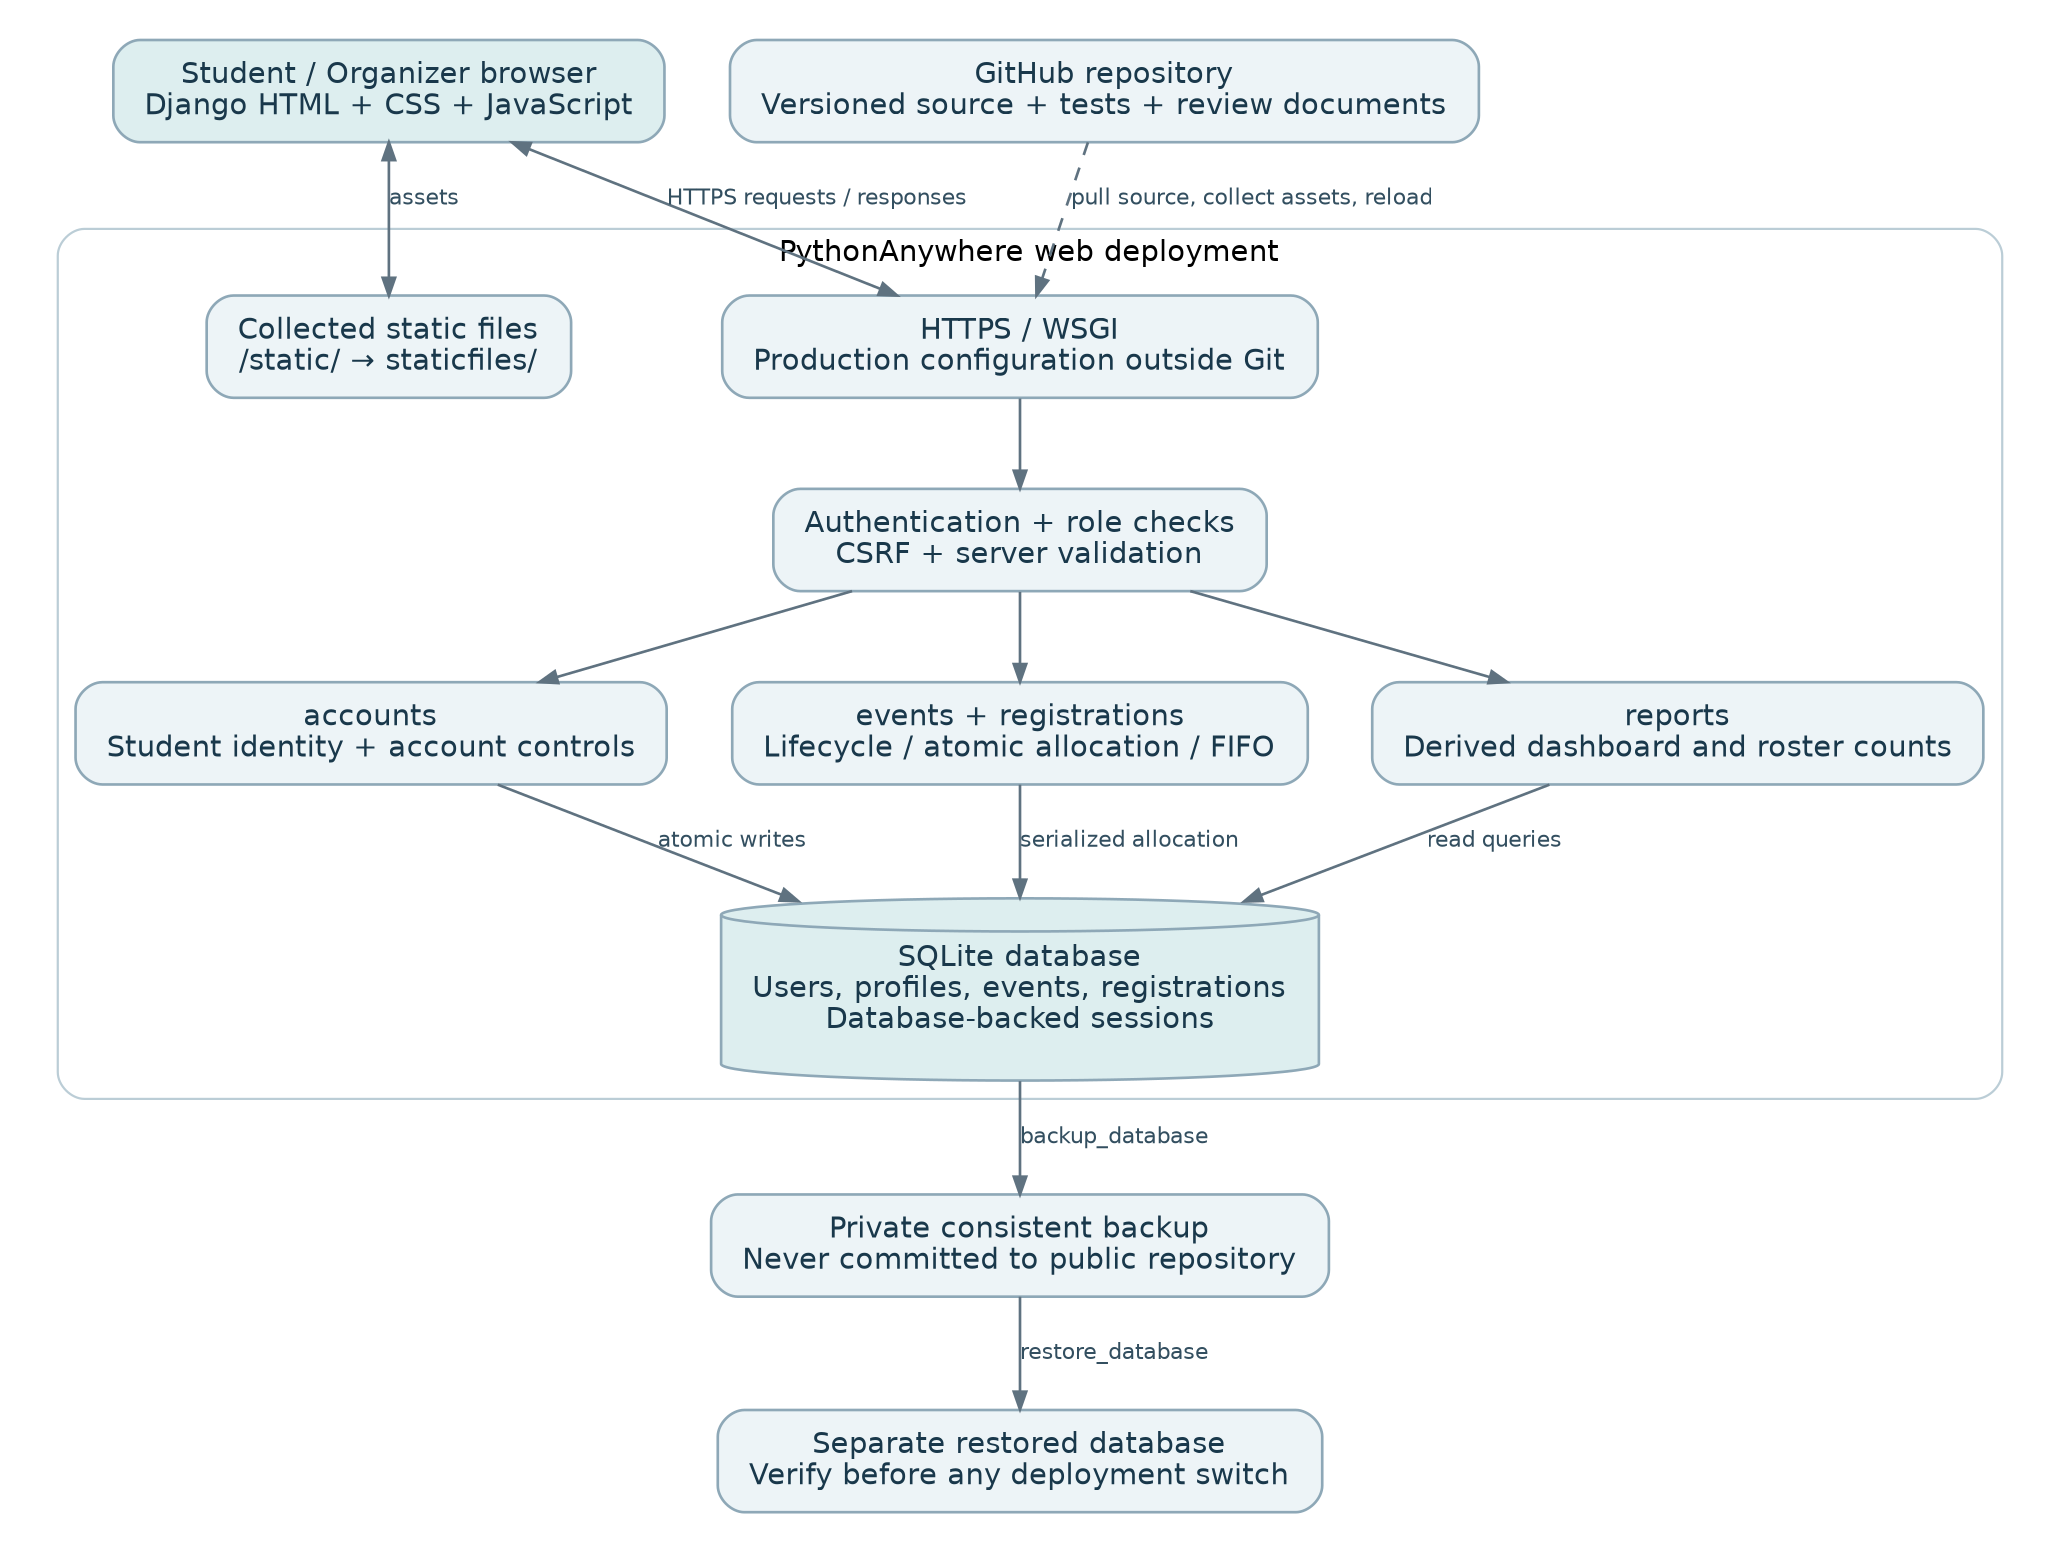 Student / Organizer browser
Django HTML + CSS + JavaScript
GitHub repository
Versioned source + tests + review documents
assets
HTTPS requests / responses
pull source, collect assets, reload
PythonAnywhere web deployment
Collected static files
/static/ → staticfiles/
HTTPS / WSGI
Production configuration outside Git
Authentication + role checks
CSRF + server validation
accounts
Student identity + account controls
events + registrations
Lifecycle / atomic allocation / FIFO
reports
Derived dashboard and roster counts
atomic writes
serialized allocation
read queries
SQLite database
Users, profiles, events, registrations
Database-backed sessions
backup_database
Private consistent backup
Never committed to public repository
restore_database
Separate restored database
Verify before any deployment switch